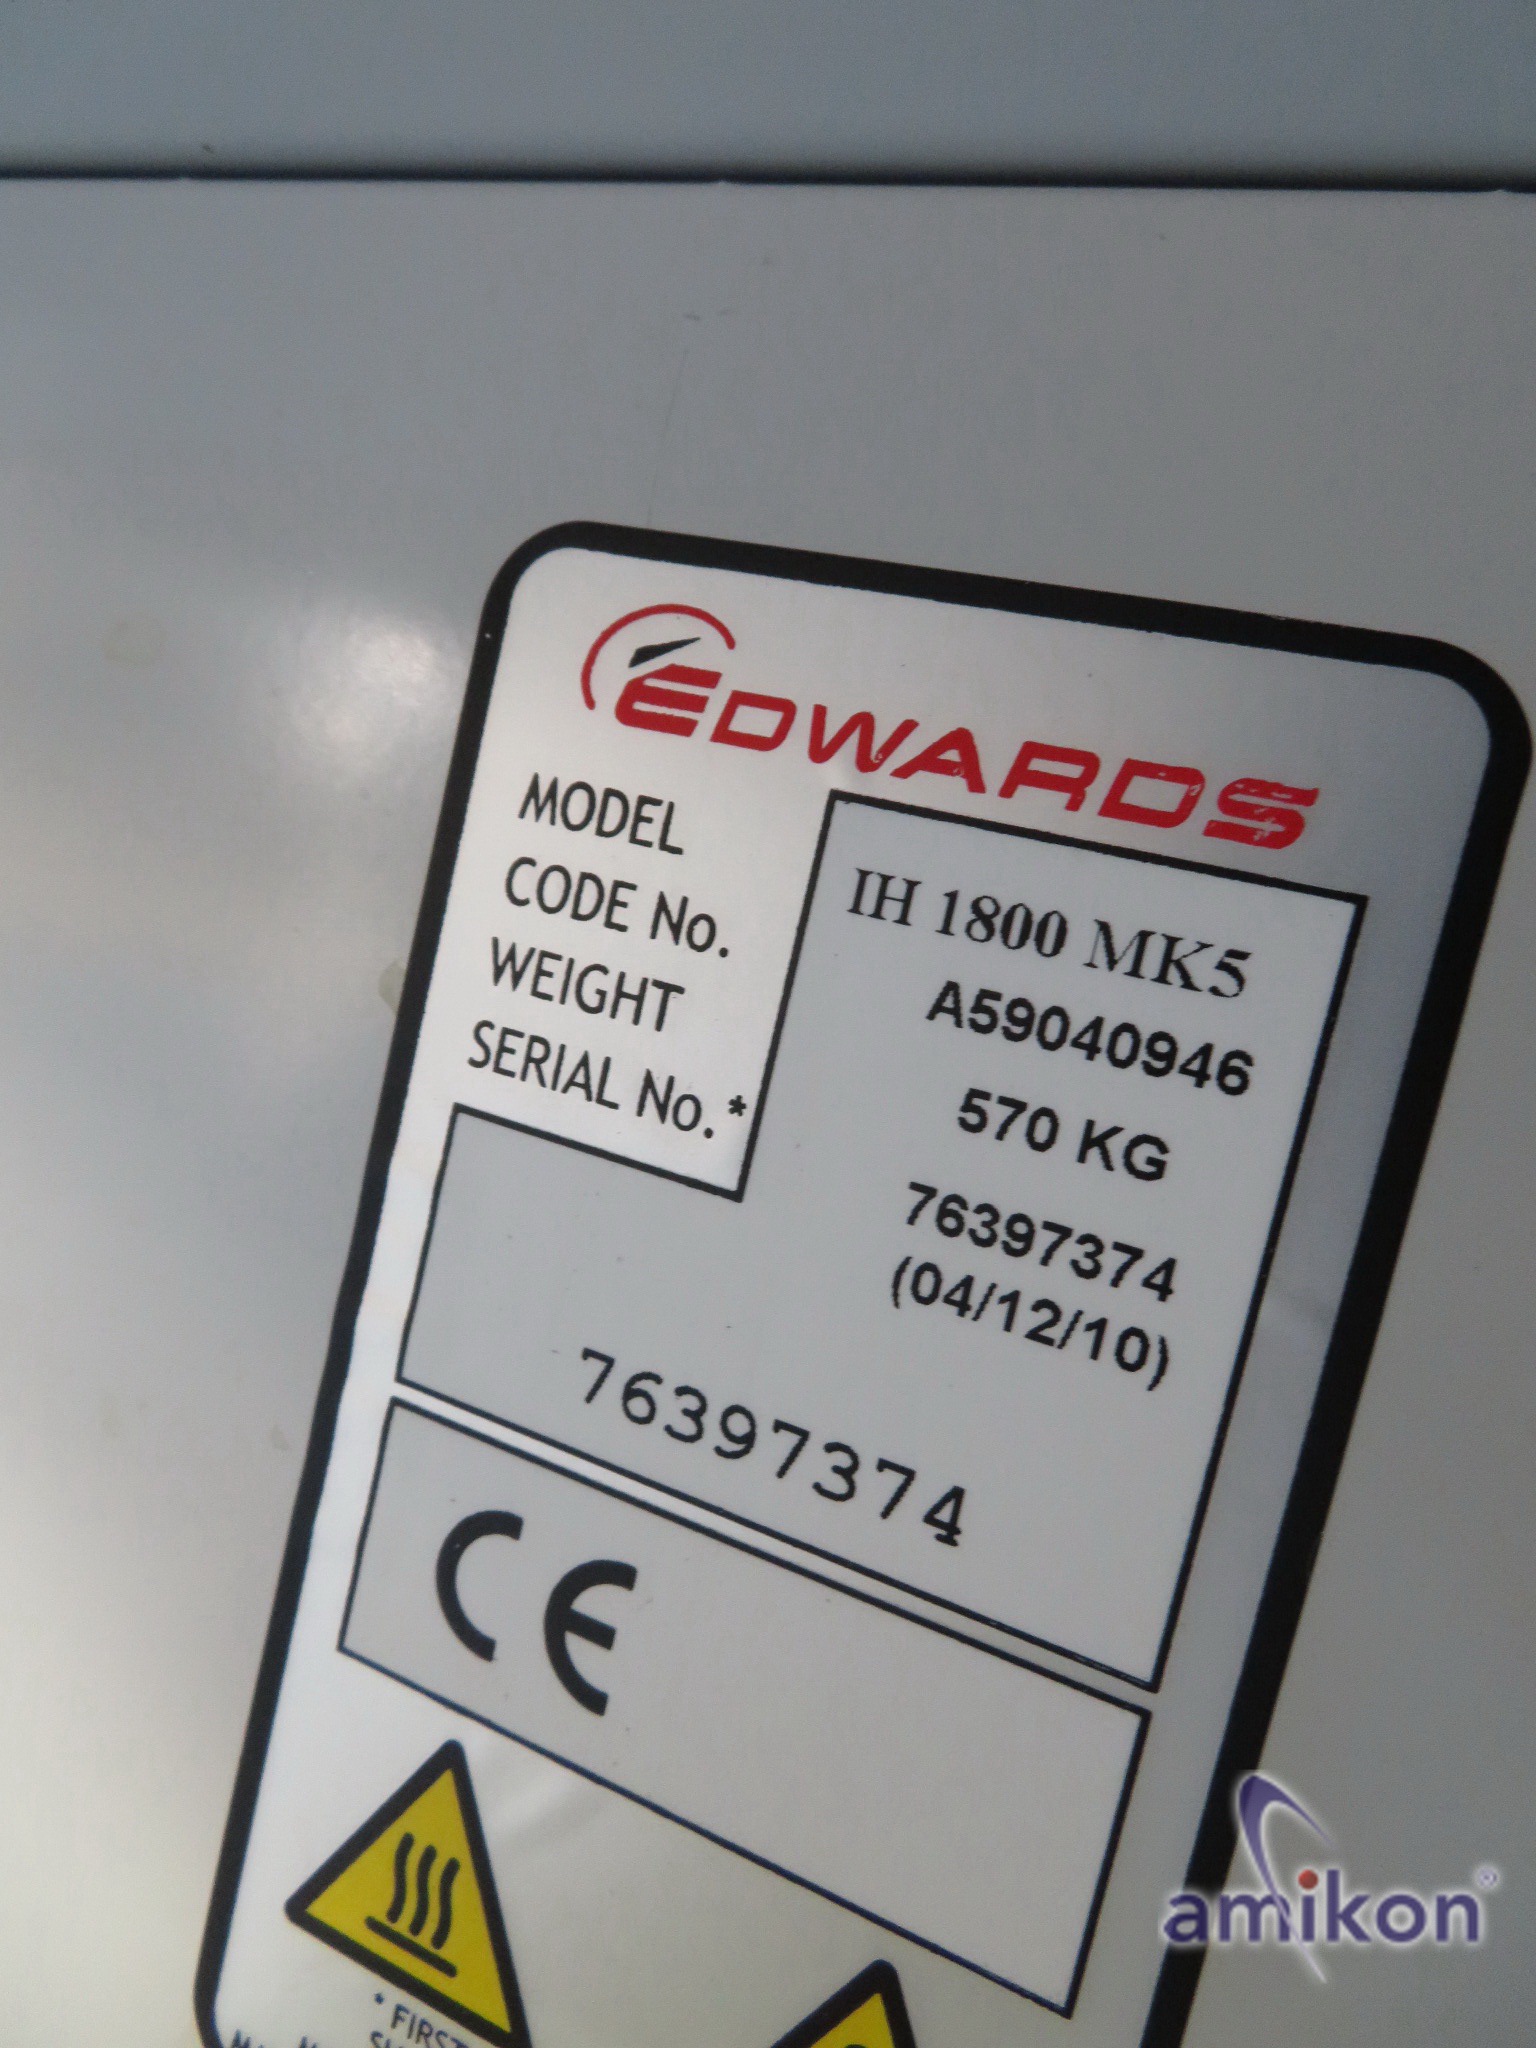 EDWARDS
MODEL IH 1800 MK5
CODE No. A59040946
WEIGHT 570 KG
SERIAL No.* 76397374
(04/12/10)
76397374
CE
* FIRST
amikon®